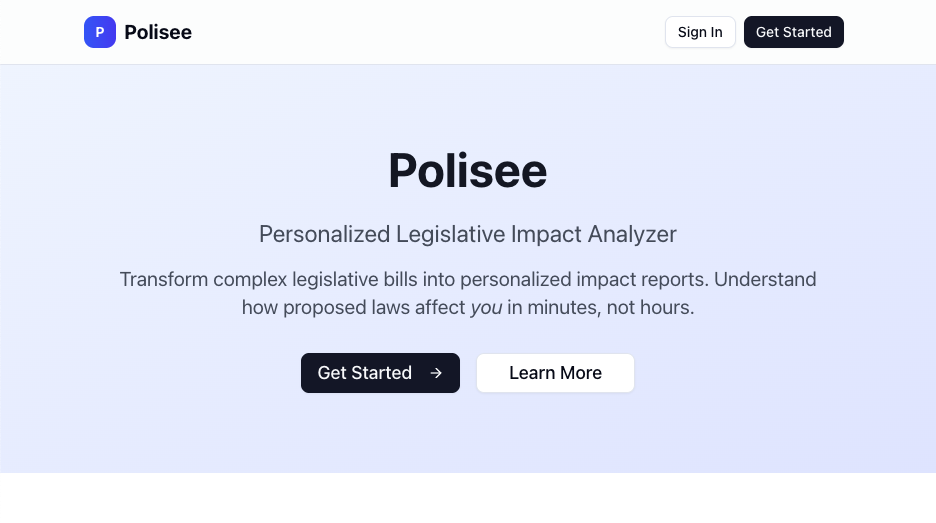 P
Polisee
Sign In
Get Started
Polisee
Personalized Legislative Impact Analyzer
Transform complex legislative bills into personalized impact reports. Understand
how proposed laws affect you in minutes, not hours.
Get Started →
Learn More